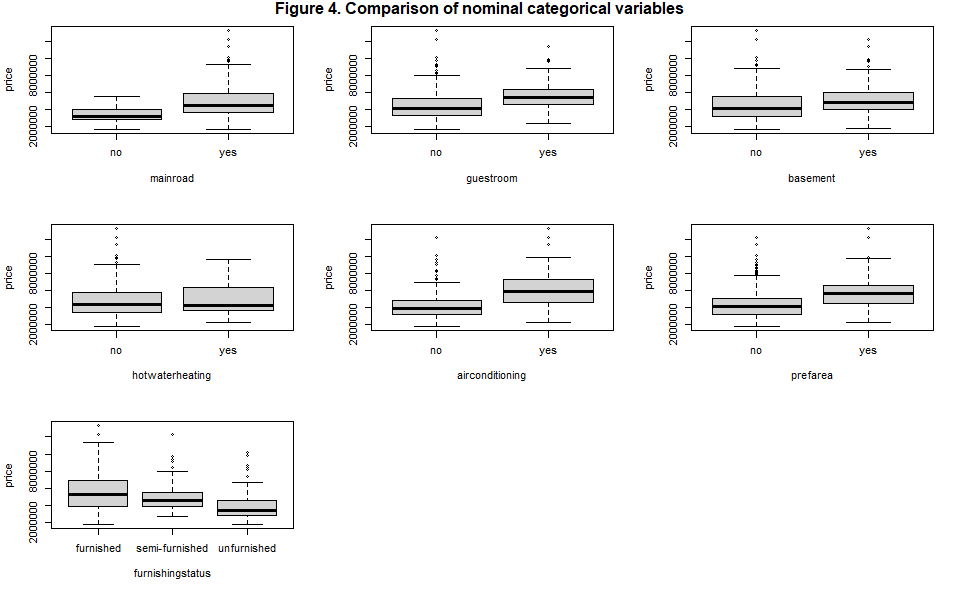 Figure 4. Comparison of nominal categorical variables
price
2000000 8000000
no yes
mainroad
price
2000000 8000000
no yes
guestroom
price
2000000 8000000
no yes
basement
price
2000000 8000000
no yes
hotwaterheating
price
2000000 8000000
no yes
airconditioning
price
2000000 8000000
no yes
prefarea
price
2000000 8000000
furnished semi-furnished unfurnished
furnishingstatus